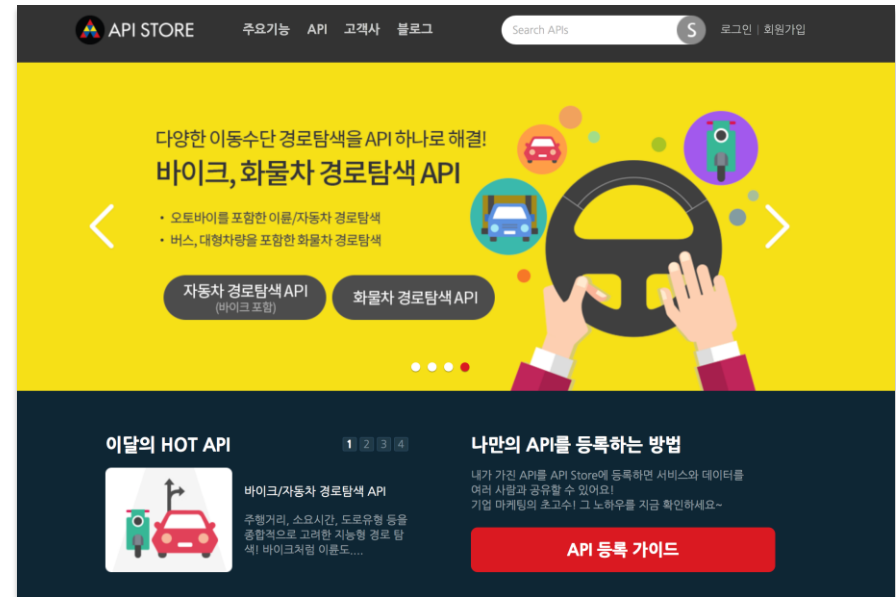 API STORE
주요기능 API 고객사 블로그
Search APIs
S
로그인 | 회원가입
다양한 이동수단 경로탐색을 API 하나로 해결!
바이크, 화물차 경로탐색 API
• 오토바이를 포함한 이륜/자동차 경로탐색
• 버스, 대형차량을 포함한 화물차 경로탐색
자동차 경로탐색 API
(바이크 포함)
화물차 경로탐색 API
이달의 HOT API
1 2 3 4
바이크/자동차 경로탐색 API
주행거리, 소요시간, 도로유형 등을
종합적으로 고려한 지능형 경로 탐
색! 바이크처럼 이륜도....
나만의 API를 등록하는 방법
내가 가진 API를 API Store에 등록하면 서비스와 데이터를
여러 사람과 공유할 수 있어요!
기업 마케팅의 초고수! 그 노하우를 지금 확인하세요~
API 등록 가이드